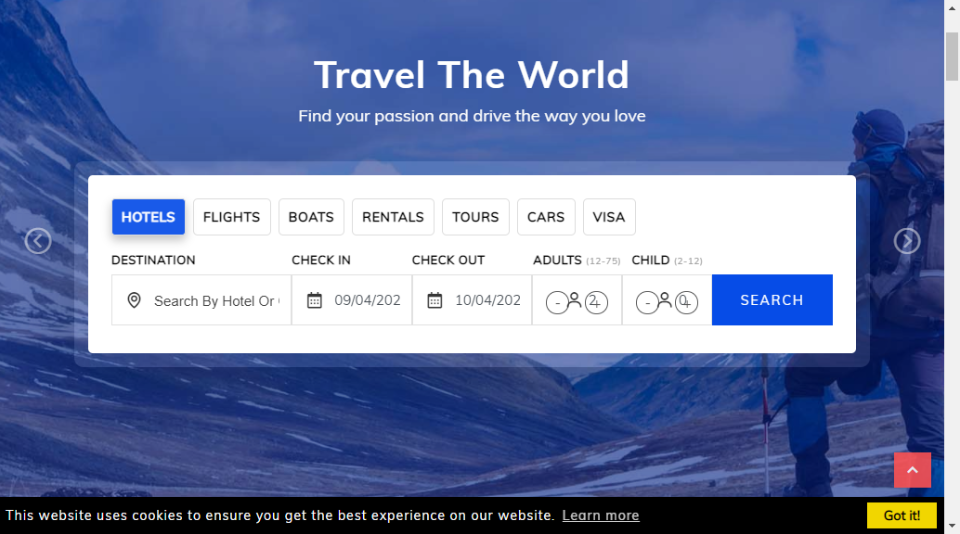 Travel The World
Find your passion and drive the way you love
HOTELS FLIGHTS BOATS RENTALS TOURS CARS VISA
DESTINATION CHECK IN CHECK OUT ADULTS (12-75) CHILD (2-12)
Search By Hotel Or 09/04/202 10/04/202 - 2 + - 0 + SEARCH
This website uses cookies to ensure you get the best experience on our website. Learn more Got it!